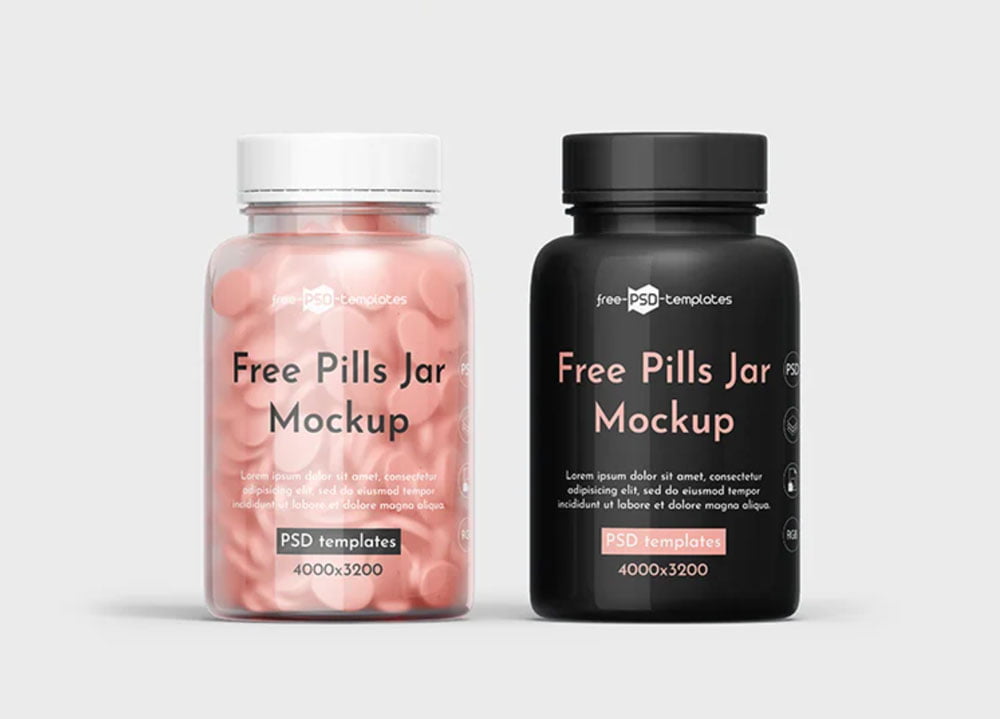 free-PSD-templates
Free Pills Jar
Mockup
Lorem ipsum dolor sit amet, consectetur
adipisicing elit, sed do eiusmod tempor
incididunt ut labore et dolore magna aliqua.
PSD templates
4000x3200
PS
RG
free-PSD-templates
Free Pills Jar
Mockup
Lorem ipsum dolor sit amet, consectetur
adipisicing elit, sed do eiusmod tempor
incididunt ut labore et dolore magna aliqua.
PSD templates
4000x3200
PSD
RGB